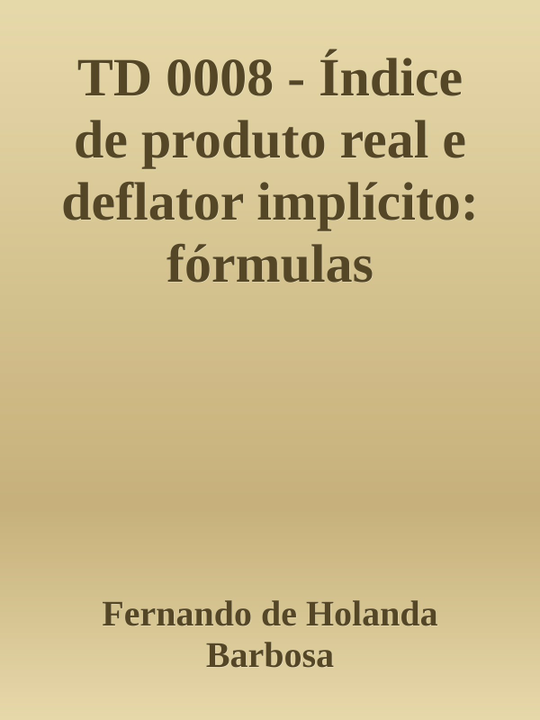 TD 0008 - Índice
de produto real e
deflator implícito:
fórmulas
Fernando de Holanda
Barbosa